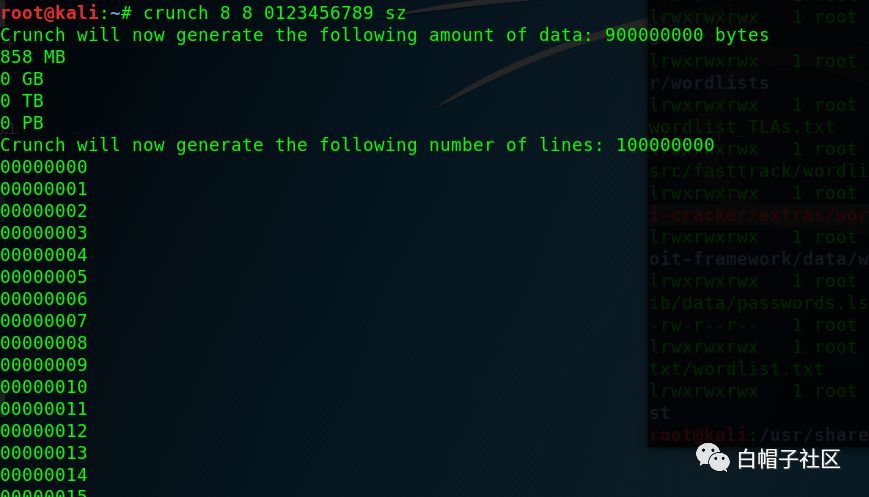 root@kali:~# crunch 8 8 0123456789 sz
Crunch will now generate the following amount of data: 900000000 bytes
858 MB
0 GB
0 TB
0 PB
Crunch will now generate the following number of lines: 100000000
00000000
00000001
00000002
00000003
00000004
00000005
00000006
00000007
00000008
00000009
00000010
00000011
00000012
00000013
00000014
00000015
lrwxrwxrwx 1 root
lrwxrwxrwx 1 root
r/wordlists
lrwxrwxrwx 1 root
wordlist_TLAs.txt
lrwxrwxrwx 1 root
src/fasttrack/wordli
lrwxrwxrwx 1 root
i-cracker/extras/wor
lrwxrwxrwx 1 root
oit-framework/data/w
lrwxrwxrwx 1 root
ib/data/passwords.ls
-rw-r--r-- 1 root
lrwxrwxrwx 1 root
txt/wordlist.txt
lrwxrwxrwx 1 root
st
root@kali:/usr/share
白帽子社区